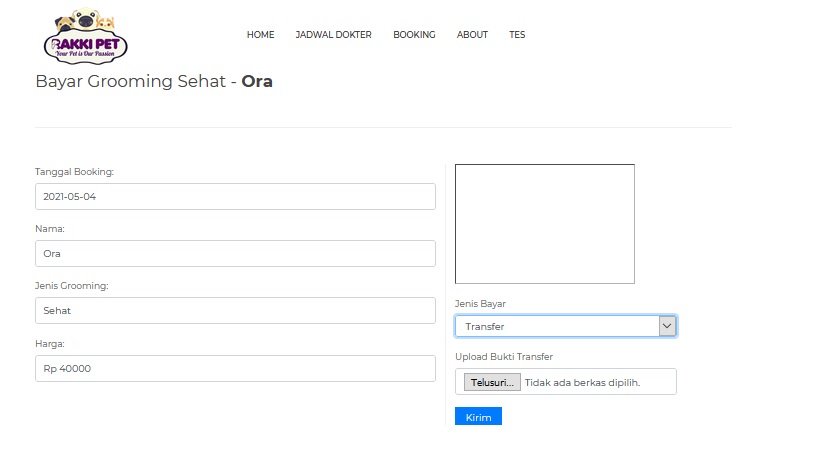 RAKKI PET
Your Pet is Our Passion
HOME JADWAL DOKTER BOOKING ABOUT TES
Bayar Grooming Sehat - Ora
Tanggal Booking:
2021-05-04
Nama:
Ora
Jenis Grooming:
Sehat
Harga:
Rp 40000
Jenis Bayar
Transfer
Upload Bukti Transfer
Telusuri... Tidak ada berkas dipilih.
Kirim